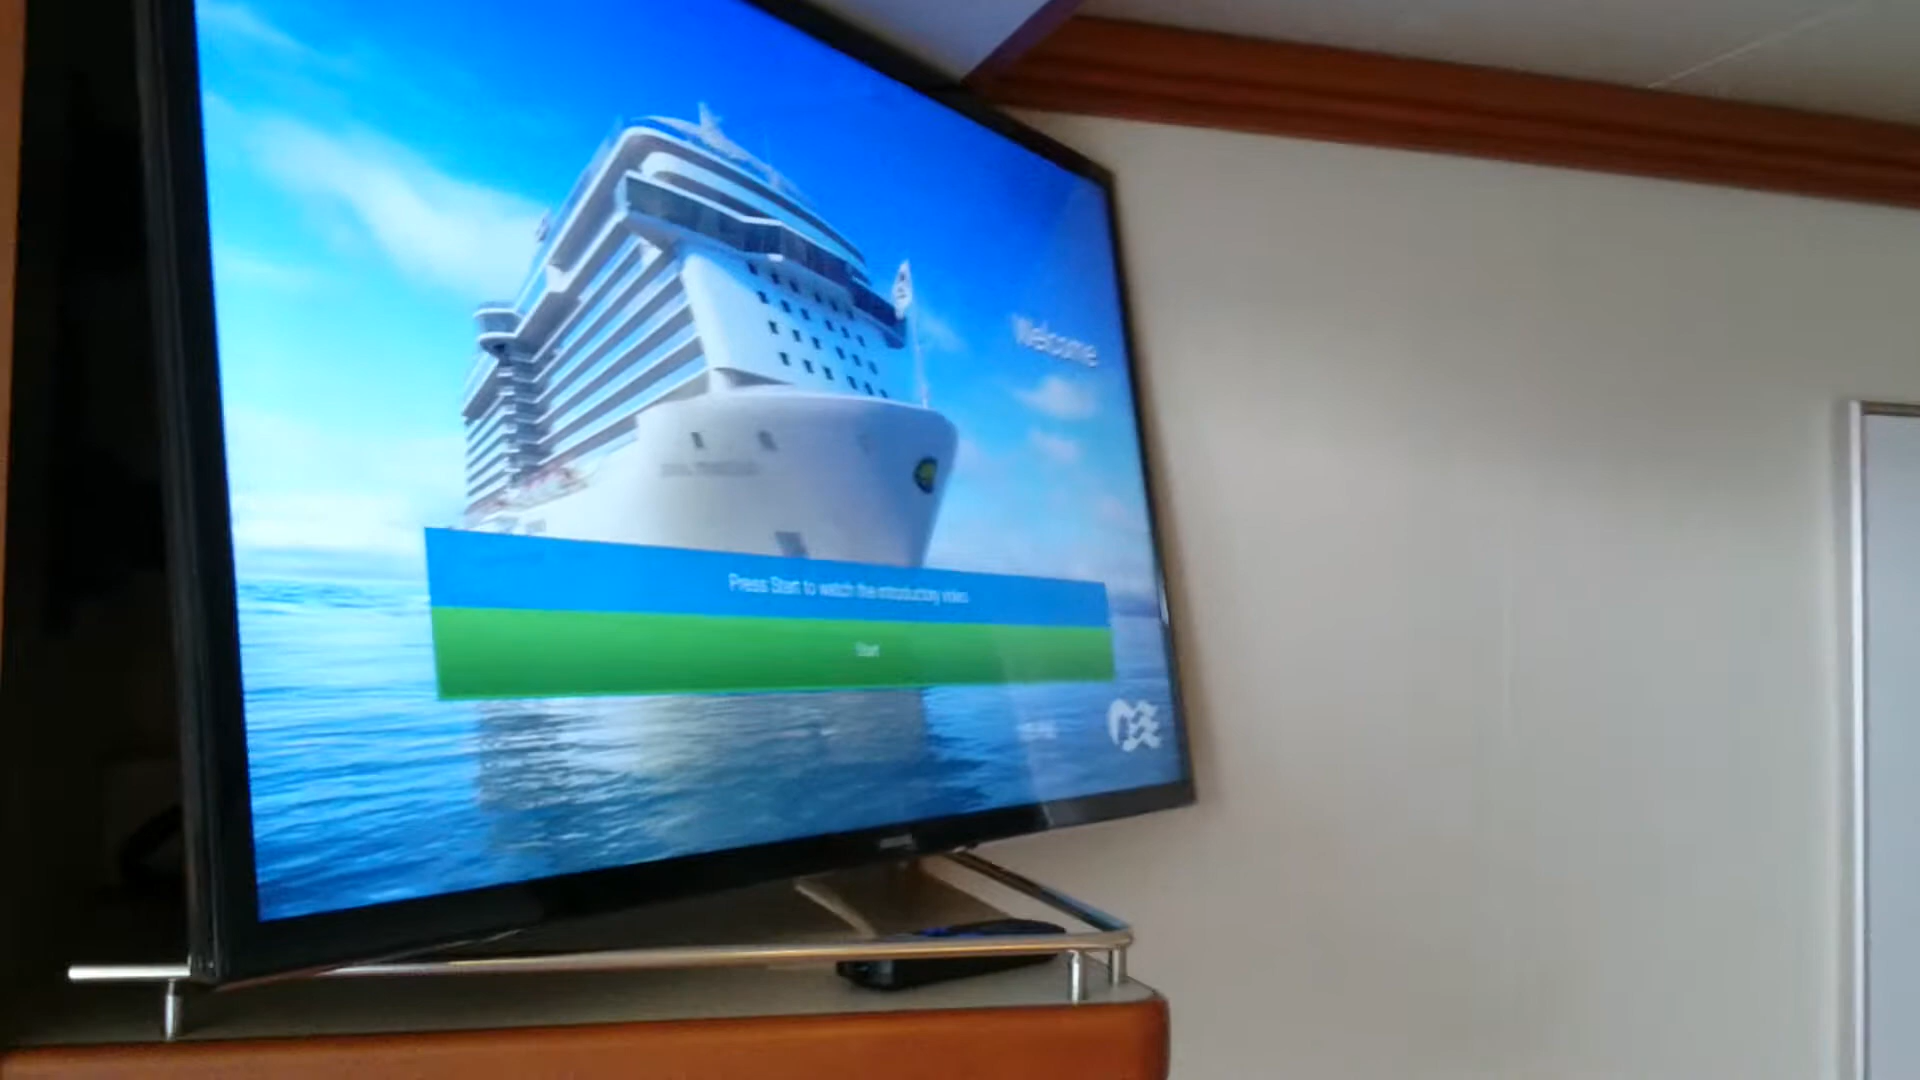 Welcome
Press Start to watch the introductory video
Start